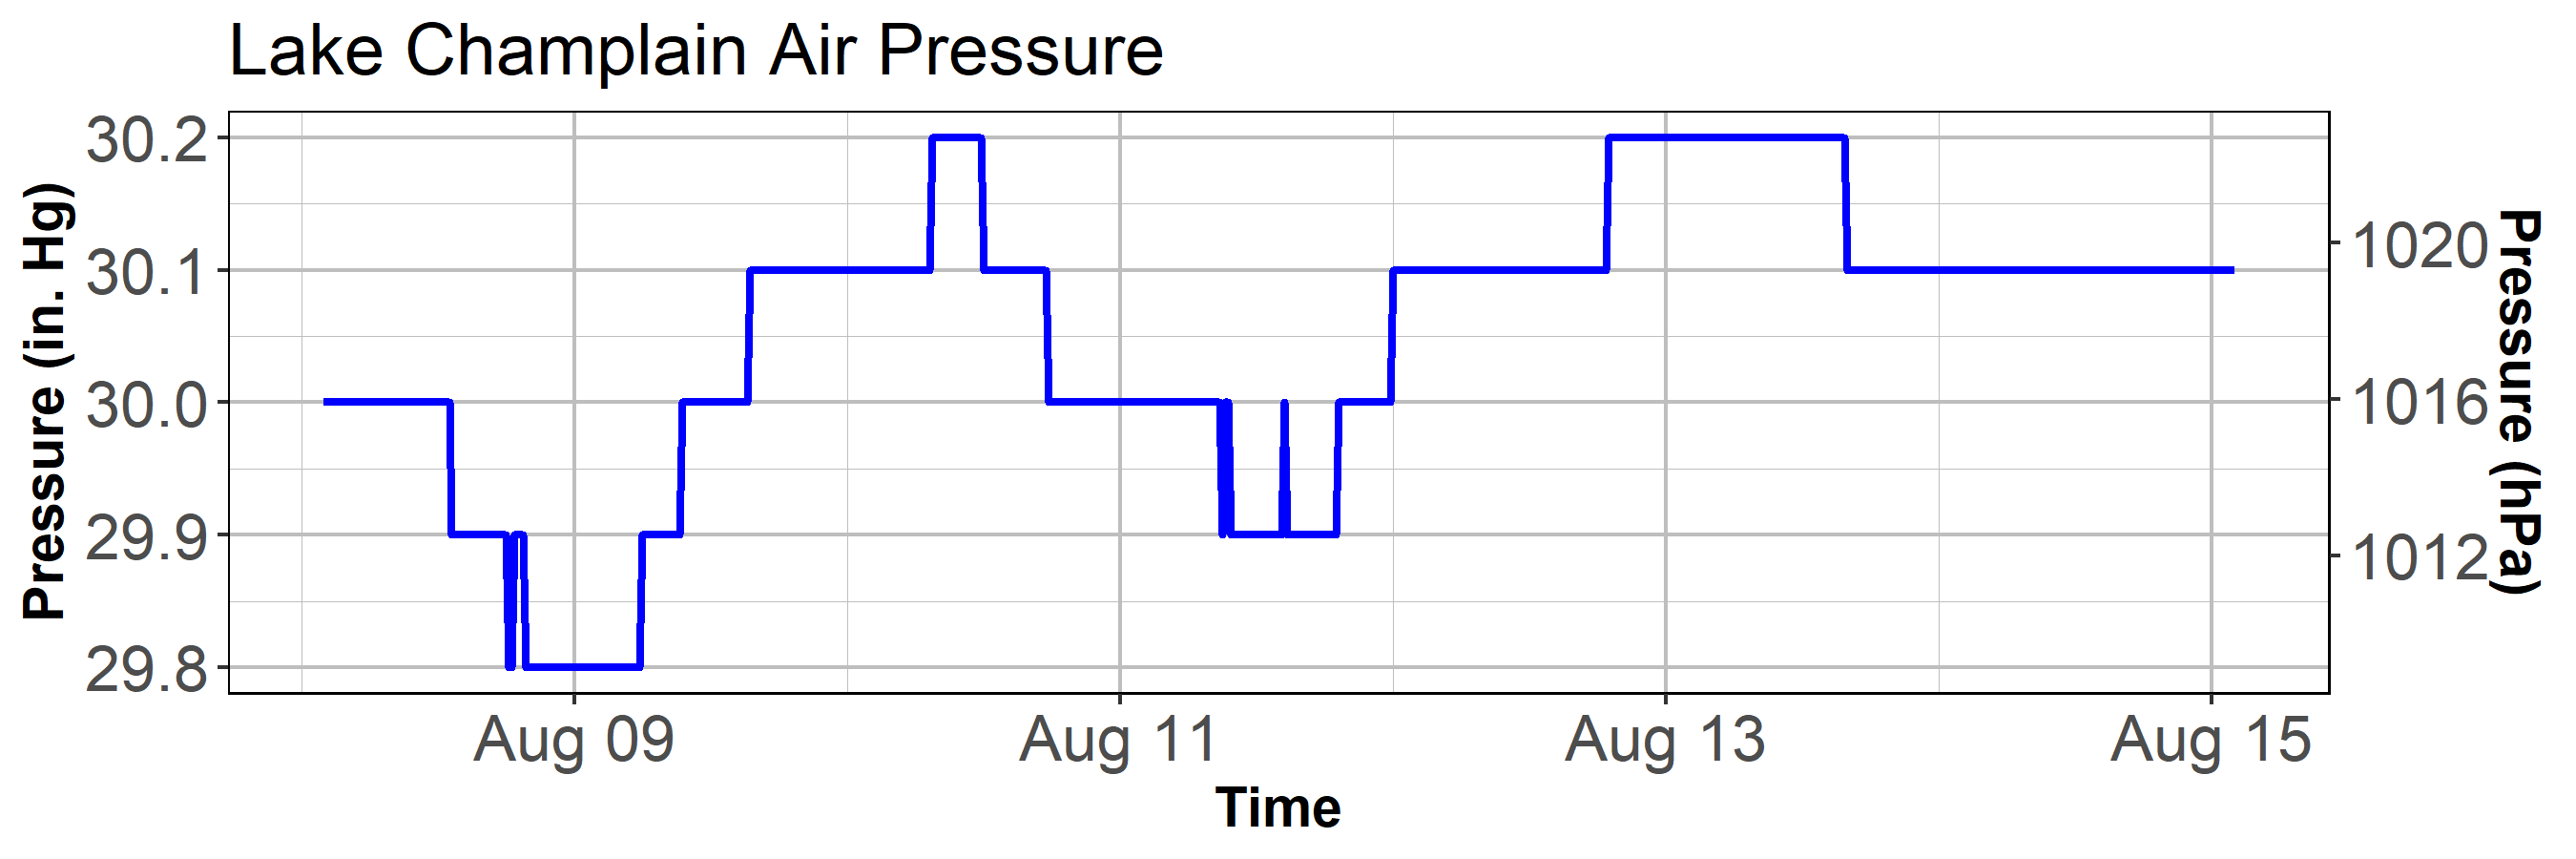 Lake Champlain Air Pressure
Pressure (in. Hg)
30.2
30.1
30.0
29.9
29.8
1020
1016
1012
Pressure (hPa)
Aug 09 Aug 11 Aug 13 Aug 15
Time